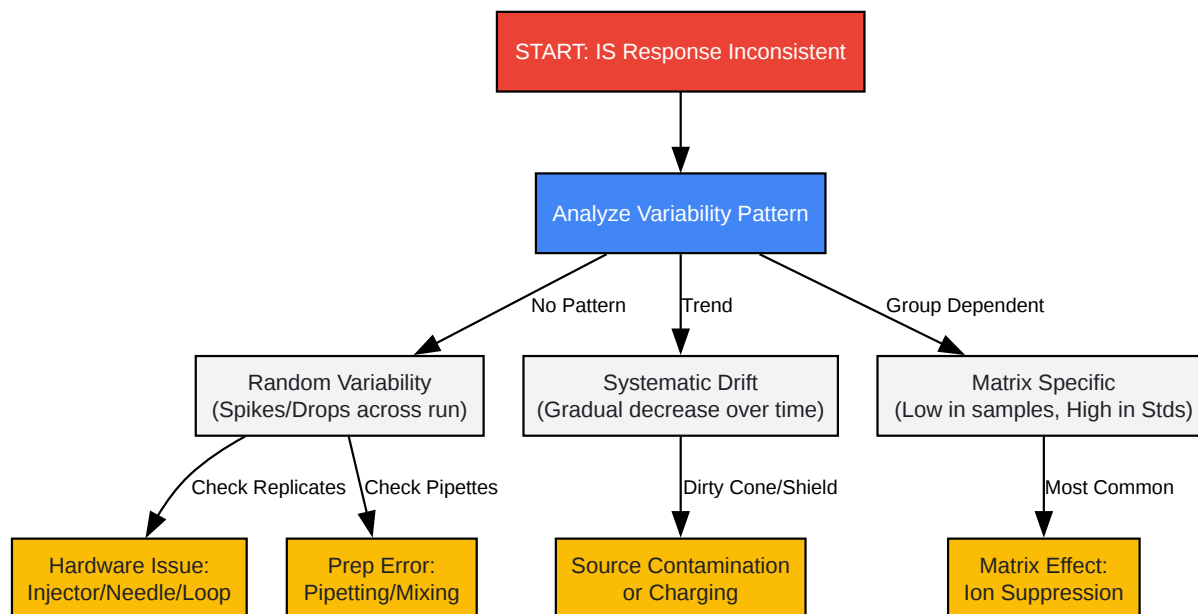 START: IS Response Inconsistent
Analyze Variability Pattern
No Pattern
Trend
Group Dependent
Random Variability
(Spikes/Drops across run)
Systematic Drift
(Gradual decrease over time)
Matrix Specific
(Low in samples, High in Stds)
Check Replicates
Check Pipettes
Dirty Cone/Shield
Most Common
Hardware Issue:
Injector/Needle/Loop
Prep Error:
Pipetting/Mixing
Source Contamination
or Charging
Matrix Effect:
Ion Suppression